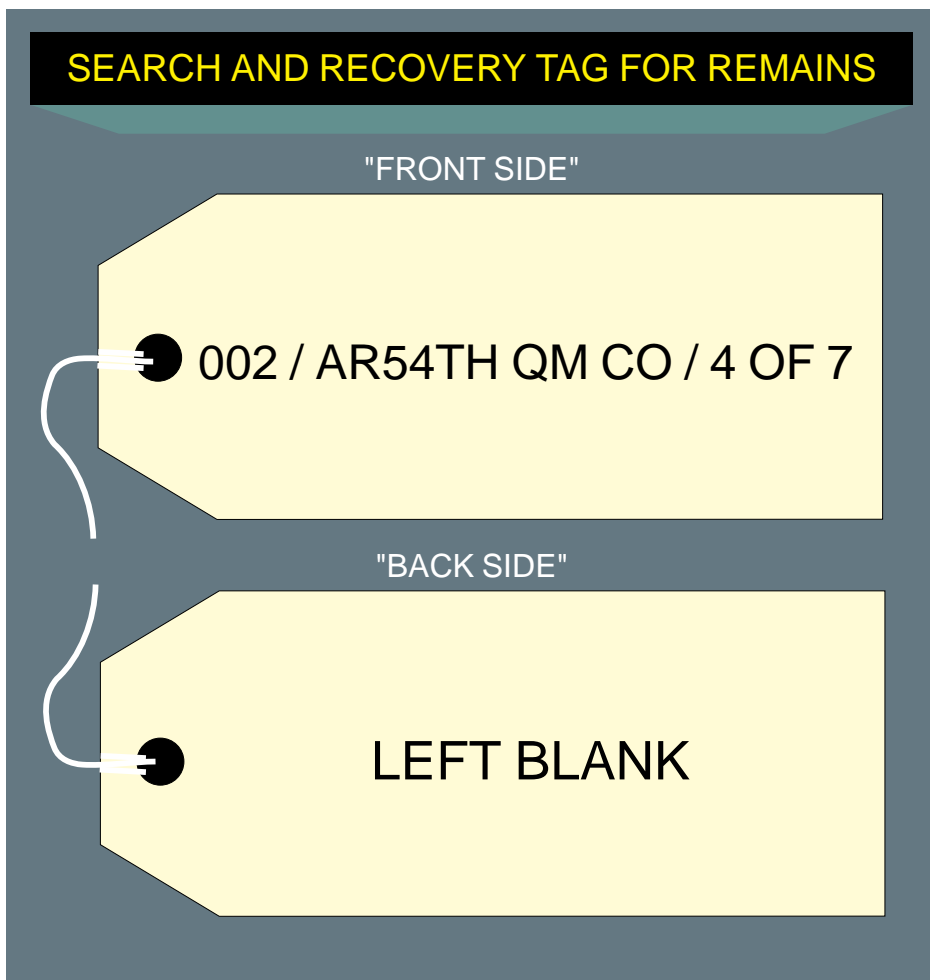 SEARCH AND RECOVERY TAG FOR REMAINS
"FRONT SIDE"
002 / AR54TH QM CO / 4 OF 7
"BACK SIDE"
LEFT BLANK